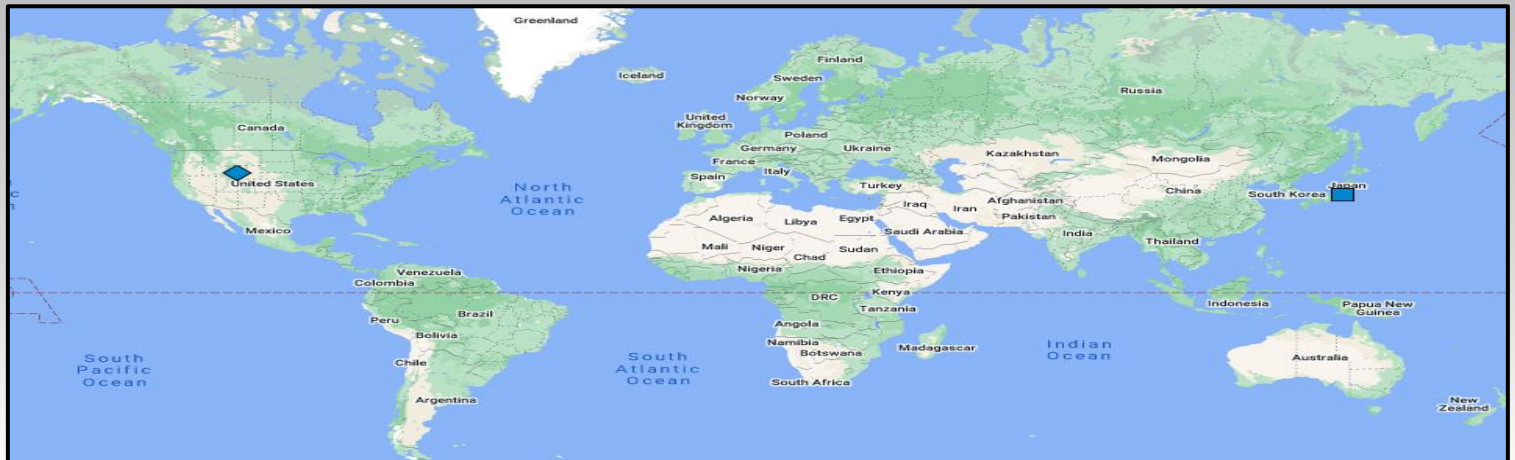 Greenland
Iceland
Finland
Sweden
Norway
Russia
United
Kingdom
Canada
Poland
Germany
Ukraine
France
Kazakhstan
Mongolia
Italy
Spain
United States
Turkey
China
Japan
South Korea
Afghanistan
North
Atlantic
Ocean
Iraq
Iran
Pakistan
Algeria
Libya
Egypt
Mexico
Saudi Arabia
India
Thailand
Mali
Niger
Sudan
Chad
Venezuela
Nigeria
Ethiopia
Colombia
Kenya
DRC
Tanzania
Indonesia
Papua New
Guinea
Peru
Brazil
Angola
Bolivia
Namibia
Botswana
Madagascar
Indian
Ocean
South
Pacific
Ocean
Chile
South
Atlantic
Ocean
Australia
South Africa
Argentina
New
Zealand